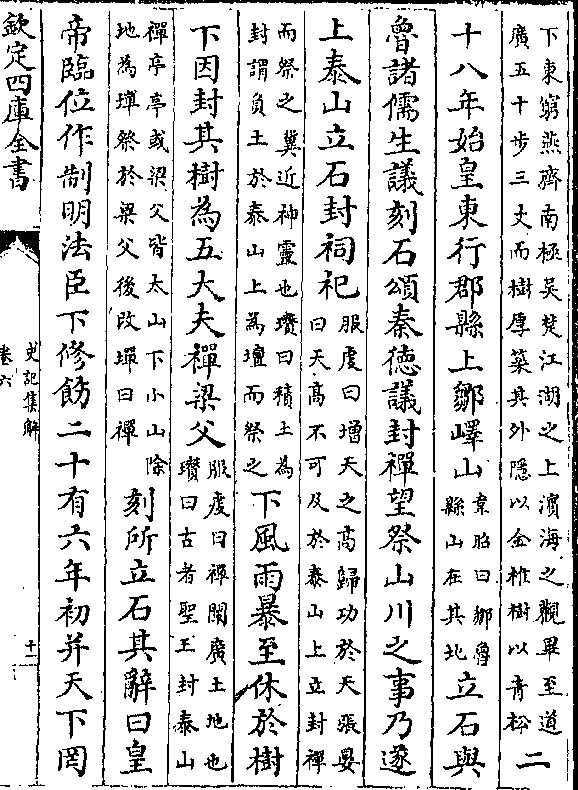 下東窮燕齊南極吳楚江湖之上濱海之觀畢至道廣五十步三丈而樹厚築其外隱以金椎樹以青松二
十八年始皇東行郡縣上鄒嶧山韋昭曰鄒魯縣山在其地立石與
魯諸儒生議刻石頌秦德議封禪望祭山川之事乃遂
上泰山立石封祠祀服虔曰增天之高歸功於天張晏曰天高不可及於泰山上立封禪
而祭之冀近神靈也瓚曰積土為封謂負土於泰山上為壇而祭之下風雨暴至休於樹
下因封其樹為五大夫禪梁父服虔曰禪闡廣土地也瓚曰古者聖王封泰山
禪亭亭或梁父皆太山下小山除地為墠祭於梁父後改墠曰禪刻所立石其辭曰皇
帝臨位作制明法臣下修飭二十有六年初并天下罔
欽定四庫全書
史記集解
卷六
十二